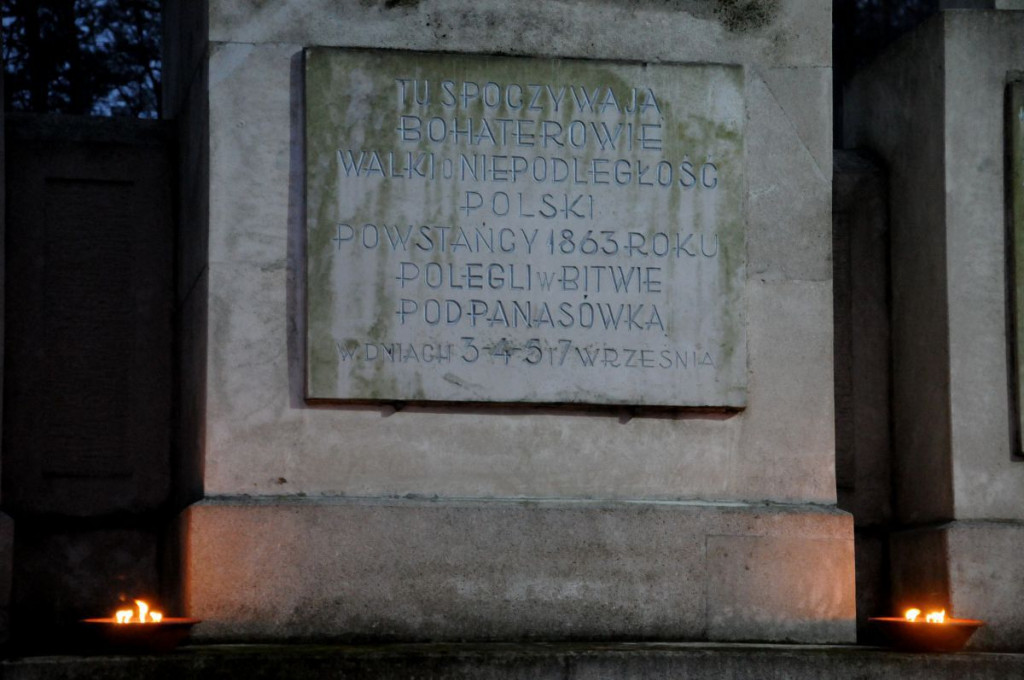 TU SPOCZYWAJĄ
BOHATEROWIE
WALKI O NIEPODLEGŁOŚĆ
POLSKI
POWSTAŃCY 1863 ROKU
POLEGLI W BITWIE
POD PANASÓWKĄ
W DNIACH 3-4-5 I 7 WRZEŚNIA